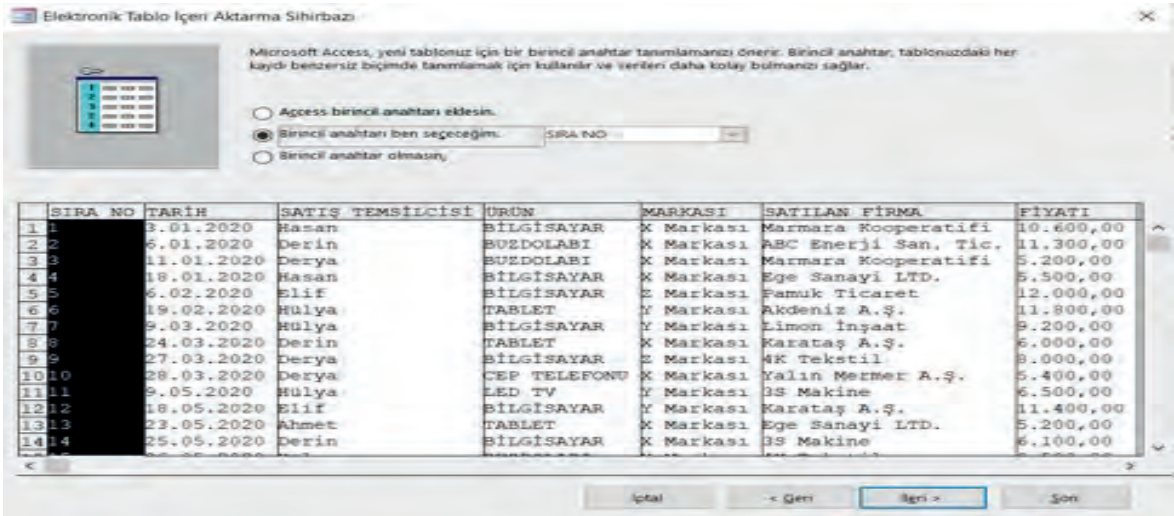 Elektronik Tablo İçeri Aktarma Sihirbazı
Microsoft Access, yeni tablonuz için bir birincil anahtar tanımlamanızı önerir. Birincil anahtar, tablonuzdaki her
kaydı benzersiz biçimde tanımlamak için kullanılır ve verileri daha kolay bulmanızı sağlar.
Access birincil anahtarı eklesin.
Birincil anahtarı ben seçeceğim. SIRA NO
Birincil anahtar olmasın.
SIRA NO TARİH SATIŞ TEMSİLCİSİ ÜRÜN MARKASI SATILAN FİRMA FİYATI
1 1 3.01.2020 Hasan BİLGİSAYAR X Markası Marmara Kooperatifi 10.600,00
2 2 6.01.2020 Derin BUZDOLABI X Markası ABC Enerji San. Tic. 11.300,00
3 3 11.01.2020 Derya BUZDOLABI X Markası Marmara Kooperatifi 5.200,00
4 4 18.01.2020 Hasan BİLGİSAYAR X Markası Ege Sanayi LTD. 5.500,00
5 5 6.02.2020 Elif BİLGİSAYAR Z Markası Pamuk Ticaret 12.000,00
6 6 19.02.2020 Hülya TABLET Y Markası Akdeniz A.Ş. 11.800,00
7 7 9.03.2020 Hülya BİLGİSAYAR Y Markası Limon İnşaat 9.200,00
8 8 24.03.2020 Derin TABLET X Markası Karataş A.Ş. 6.000,00
9 9 27.03.2020 Derya BİLGİSAYAR Z Markası 4K Tekstil 8.000,00
10 10 28.03.2020 Derya CEP TELEFONU X Markası Yalın Mermer A.Ş. 5.400,00
11 11 9.05.2020 Hülya LED TV Y Markası 3S Makine 6.500,00
12 12 18.05.2020 Elif BİLGİSAYAR Y Markası Karataş A.Ş. 11.400,00
13 13 23.05.2020 Ahmet TABLET X Markası Ege Sanayi LTD. 5.200,00
14 14 25.05.2020 Derin BİLGİSAYAR X Markası 3S Makine 6.100,00
İptal < Geri İleri > Son